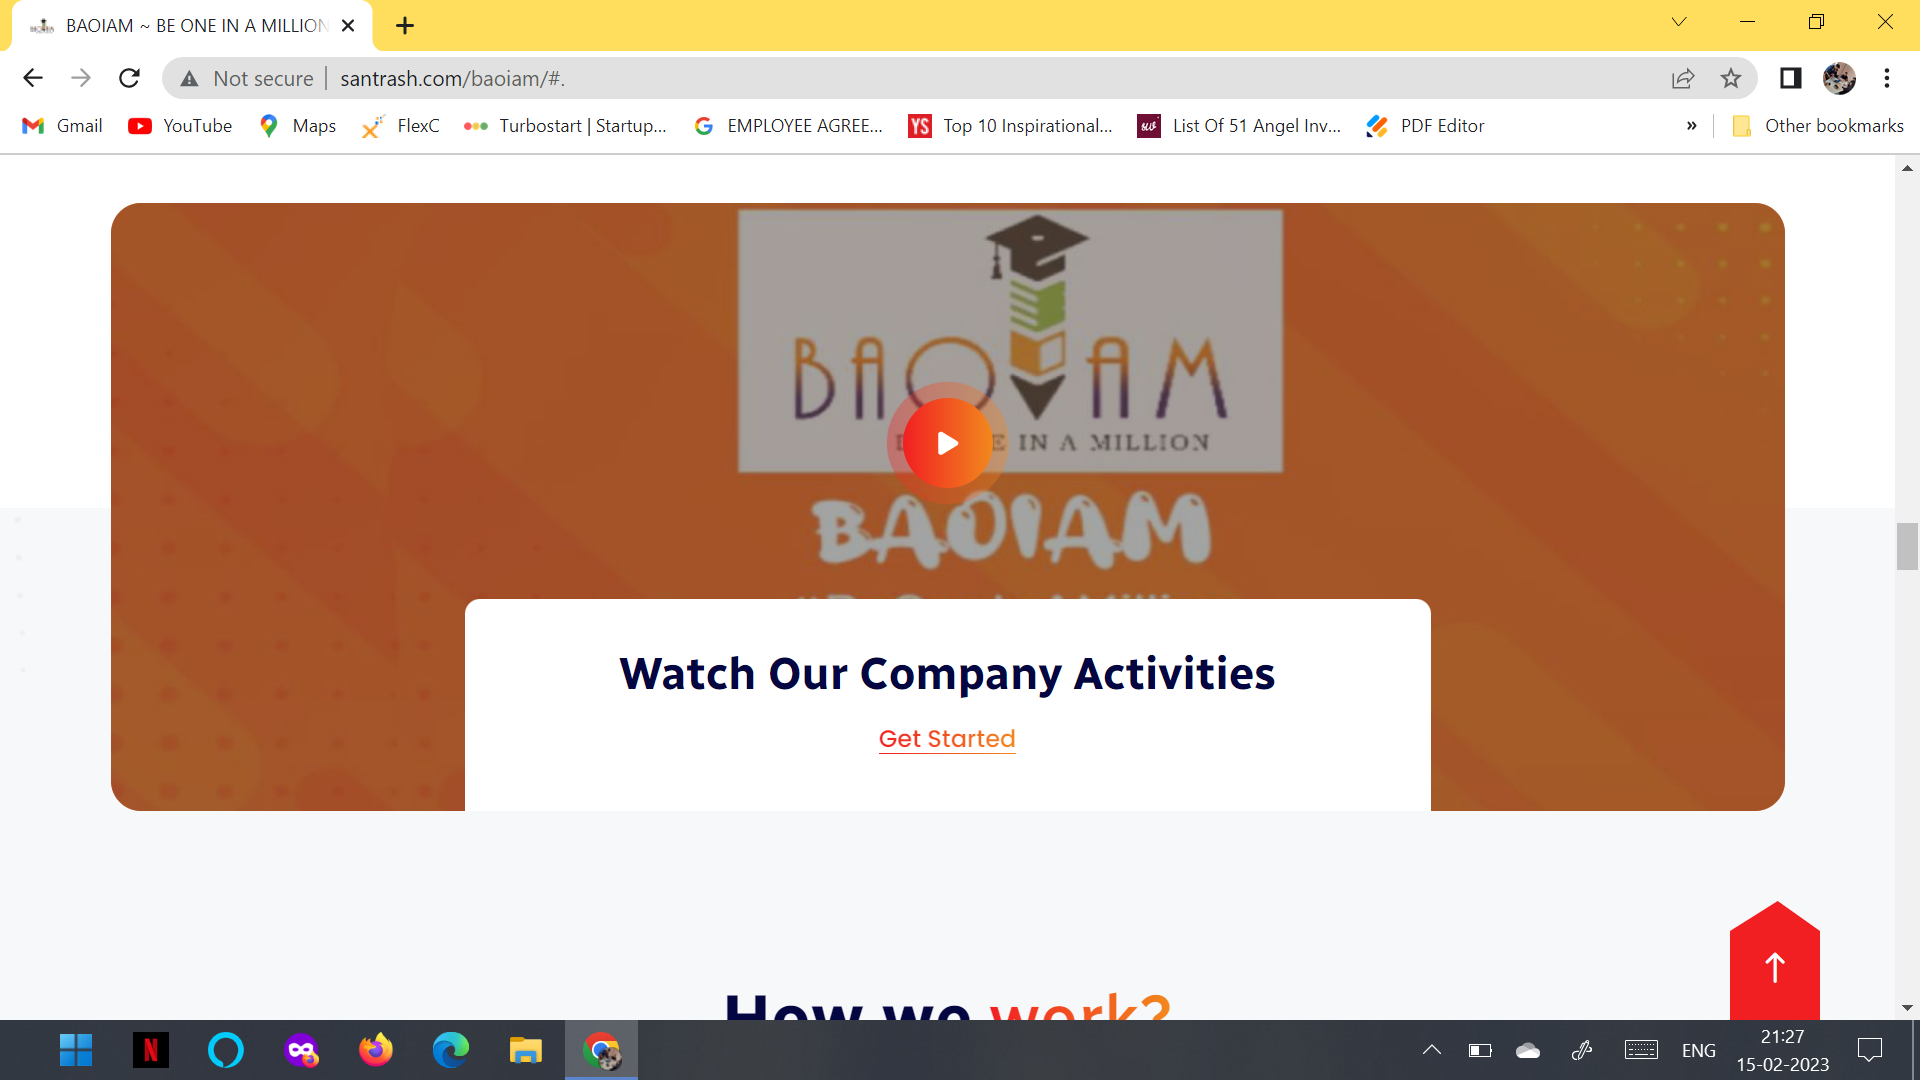 BAOIAM ~ BE ONE IN A MILLION
Not secure | santrash.com/baoiam/#.
Gmail YouTube Maps FlexC Turbostart | Startup... EMPLOYEE AGREE... Top 10 Inspirational... List Of 51 Angel Inv... PDF Editor » Other bookmarks
BAOIAM
E IN A MILLION
BAOIAM
Watch Our Company Activities
Get Started
How we work?
ENG
21:27
15-02-2023